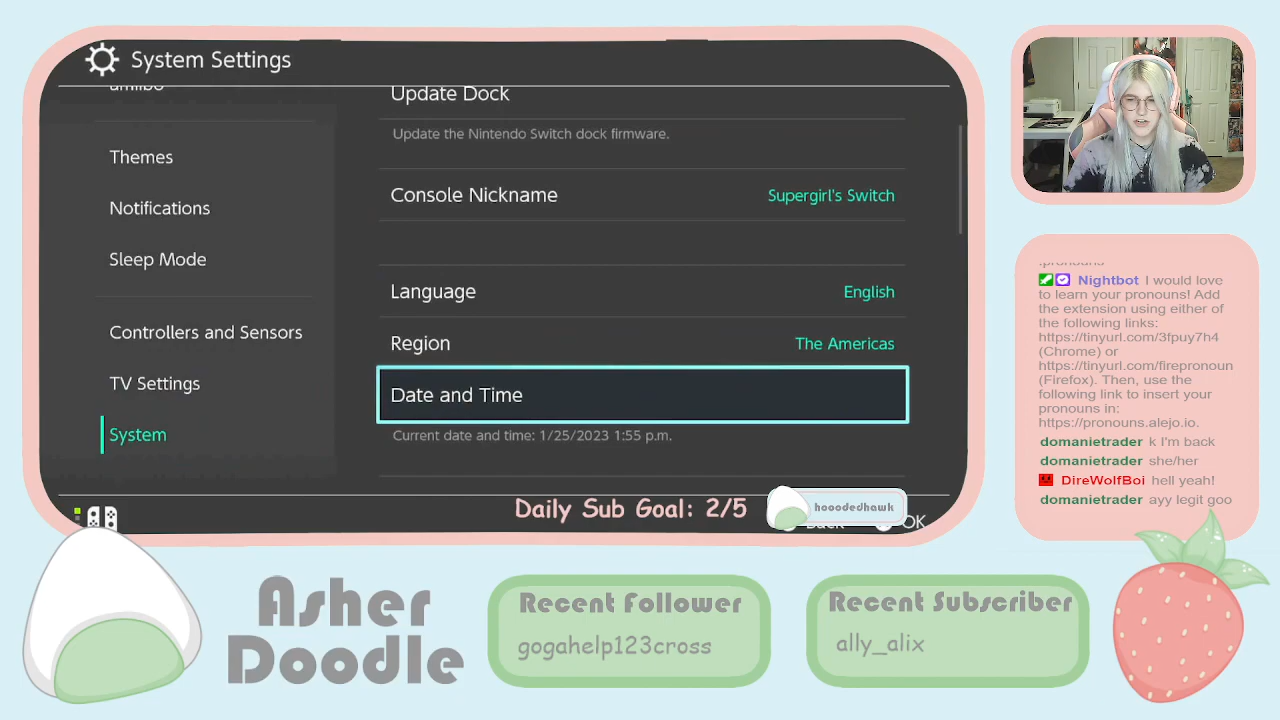 System Settings
amiibo
Themes
Notifications
Sleep Mode
Controllers and Sensors
TV Settings
System
Update Dock
Update the Nintendo Switch dock firmware.
Console Nickname
Supergirl's Switch
Language
English
Region
The Americas
Date and Time
Current date and time: 1/25/2023 1:55 p.m.
Back
OK
Daily Sub Goal: 2/5
hooodedhawk
.pronouns
Nightbot I would love
to learn your pronouns! Add
the extension using either of
the following links:
https://tinyurl.com/3fpuy7h4
(Chrome) or
https://tinyurl.com/firepronoun
(Firefox). Then, use the
following link to insert your
pronouns in:
https://pronouns.alejo.io.
domanietrader k I'm back
domanietrader she/her
DireWolfBoi hell yeah!
domanietrader ayy legit goo
Asher
Doodle
Recent Follower
gogahelp123cross
Recent Subscriber
ally_alix